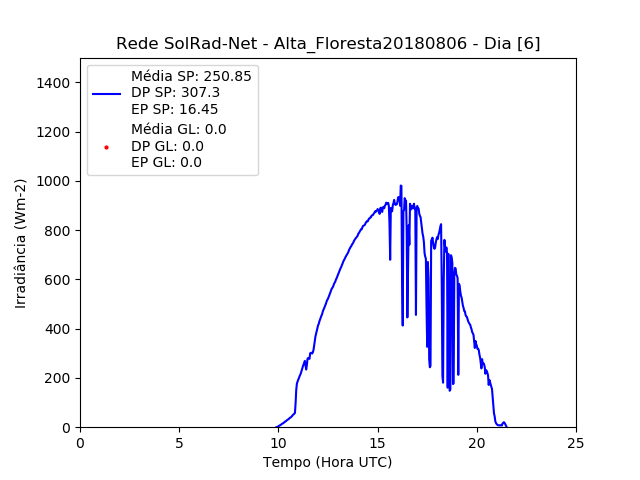 Rede SolRad-Net - Alta_Floresta20180806 - Dia [6]
Média SP: 250.85
DP SP: 307.3
EP SP: 16.45
Média GL: 0.0
DP GL: 0.0
EP GL: 0.0
1400
1200
1000
800
600
400
200
0
Irradiância (Wm-2)
0 5 10 15 20 25
Tempo (Hora UTC)